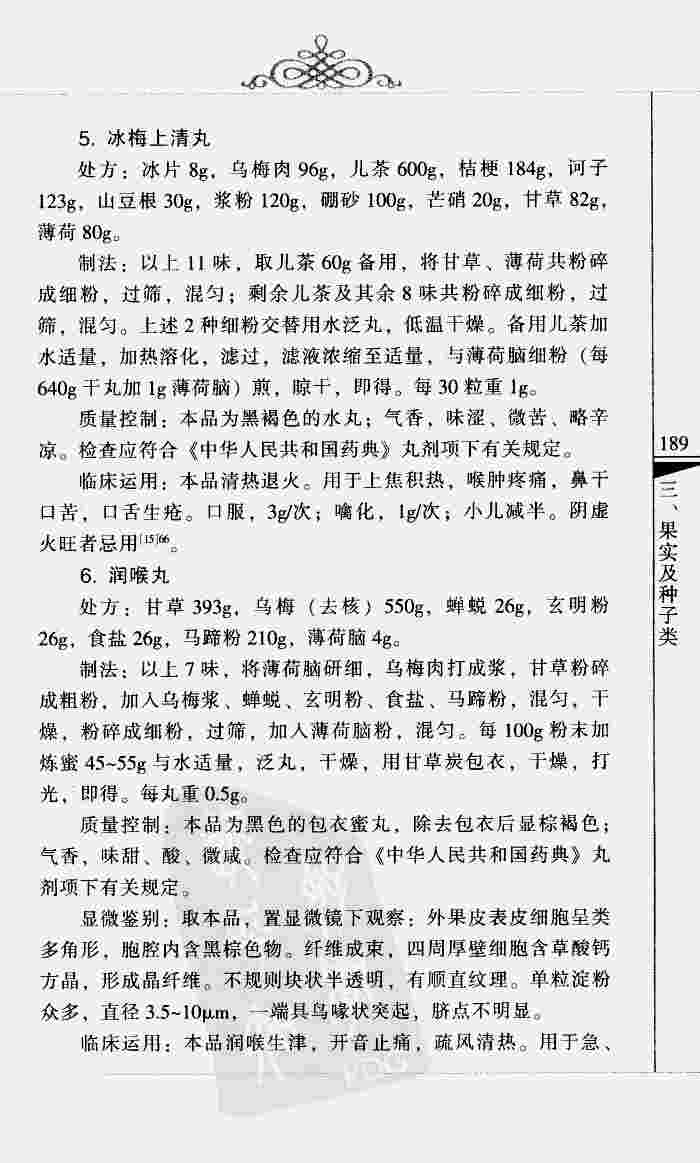 5. 冰梅上清丸
处方：冰片 8g，乌梅肉 96g，儿茶 600g，桔梗 184g，诃子
123g，山豆根 30g，浆粉 120g，硼砂 100g，芒硝 20g，甘草 82g，
薄荷 80g。
制法：以上 11 味，取儿茶 60g 备用，将甘草、薄荷共粉碎
成细粉，过筛，混匀；剩余儿茶及其余 8 味共粉碎成细粉，过
筛，混匀。上述 2 种细粉交替用水泛丸，低温干燥。备用儿茶加
水适量，加热溶化，滤过，滤液浓缩至适量，与薄荷脑细粉（每
640g 干丸加 1g 薄荷脑）煎，晾干，即得。每 30 粒重 1g。
质量控制：本品为黑褐色的水丸；气香，味涩、微苦、略辛
凉。检查应符合《中华人民共和国药典》丸剂项下有关规定。
临床运用：本品清热退火。用于上焦积热，喉肿疼痛，鼻干
口苦，口舌生疮。口服，3g/次；噙化，1g/次；小儿减半。阴虚
火旺者忌用[15]66。
6. 润喉丸
处方：甘草 393g，乌梅（去核）550g，蝉蜕 26g，玄明粉
26g，食盐 26g，马蹄粉 210g，薄荷脑 4g。
制法：以上 7 味，将薄荷脑研细，乌梅肉打成浆，甘草粉碎
成粗粉，加入乌梅浆、蝉蜕、玄明粉、食盐、马蹄粉，混匀，干
燥，粉碎成细粉，过筛，加入薄荷脑粉，混匀。每 100g 粉末加
炼蜜 45~55g 与水适量，泛丸，干燥，用甘草炭包衣，干燥，打
光，即得。每丸重 0.5g。
质量控制：本品为黑色的包衣蜜丸，除去包衣后显棕褐色；
气香，味甜、酸、微咸。检查应符合《中华人民共和国药典》丸
剂项下有关规定。
显微鉴别：取本品，置显微镜下观察：外果皮表皮细胞呈类
多角形，胞腔内含黑棕色物。纤维成束，四周厚壁细胞含草酸钙
方晶，形成晶纤维。不规则块状半透明，有顺直纹理。单粒淀粉
众多，直径 3.5~10μm，一端具鸟喙状突起，脐点不明显。
临床运用：本品润喉生津，开音止痛，疏风清热。用于急、
189
三、果实及种子类